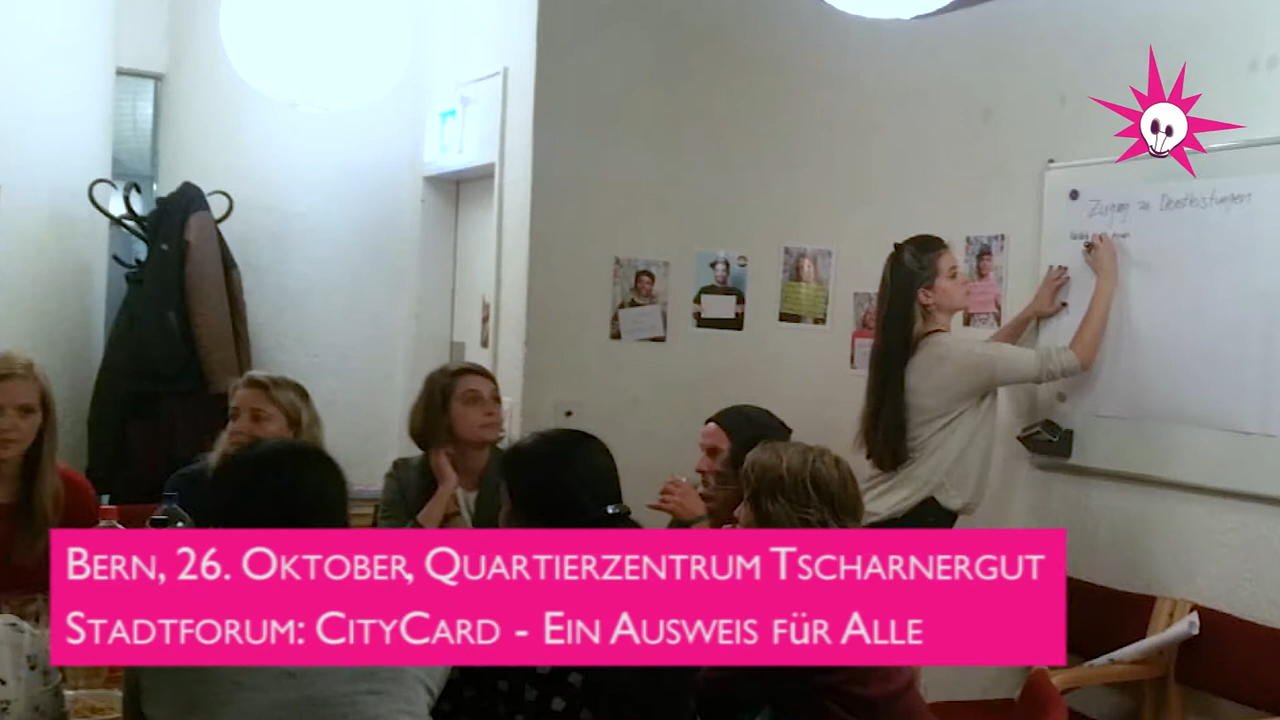 Zugang zu Dienstleistungen
Bern, 26. Oktober, Quartierzentrum Tscharnergut
Stadtforum: CityCard - Ein Ausweis für Alle